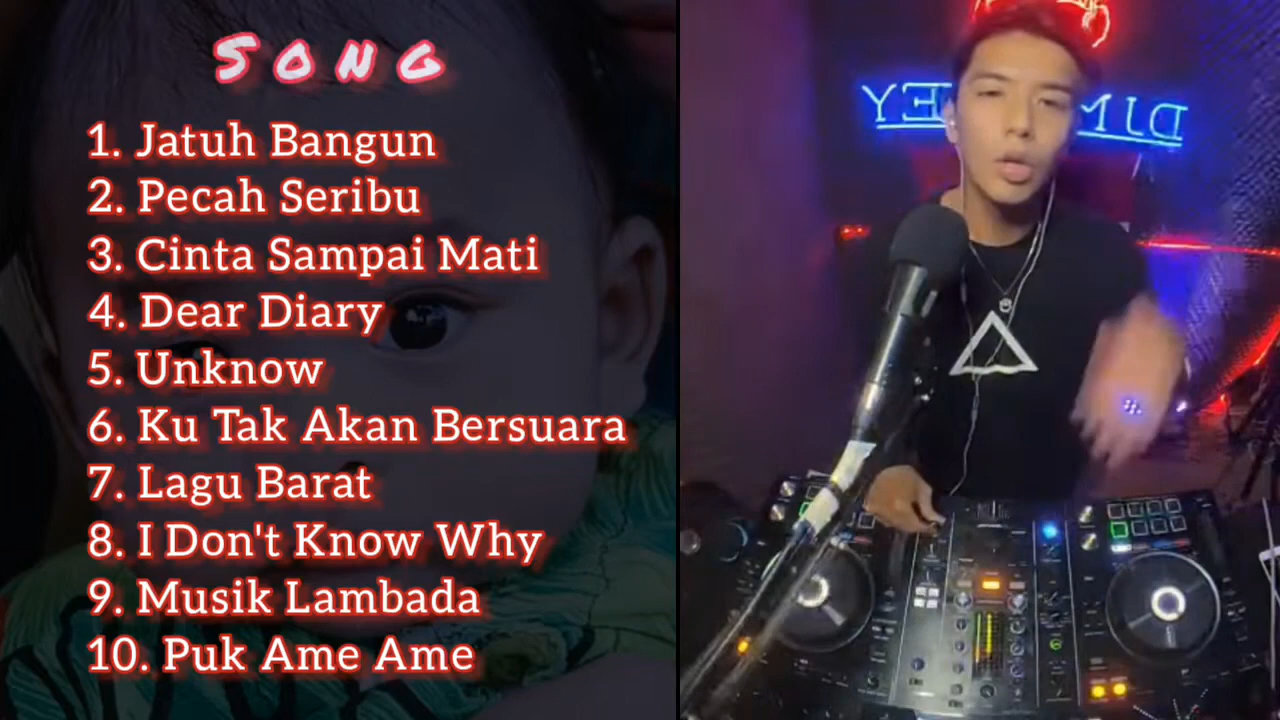 SONG
1. Jatuh Bangun
2. Pecah Seribu
3. Cinta Sampai Mati
4. Dear Diary
5. Unknow
6. Ku Tak Akan Bersuara
7. Lagu Barat
8. I Don't Know Why
9. Musik Lambada
10. Puk Ame Ame